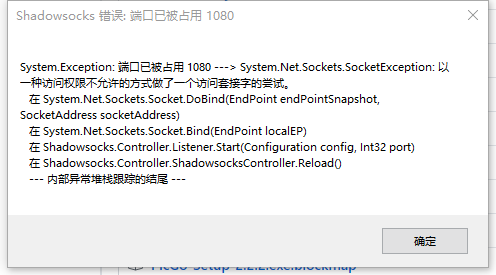 Shadowsocks 错误: 端口已被占用 1080
System.Exception: 端口已被占用 1080 ---> System.Net.Sockets.SocketException: 以
一种访问权限不允许的方式做了一个访问套接字的尝试。
在 System.Net.Sockets.Socket.DoBind(EndPoint endPointSnapshot,
SocketAddress socketAddress)
在 System.Net.Sockets.Socket.Bind(EndPoint localEP)
在 Shadowsocks.Controller.Listener.Start(Configuration config, Int32 port)
在 Shadowsocks.Controller.ShadowsocksController.Reload()
--- 内部异常堆栈跟踪的结尾 ---
确定
PicGo-Setup-2.2.2.exe.blockmap